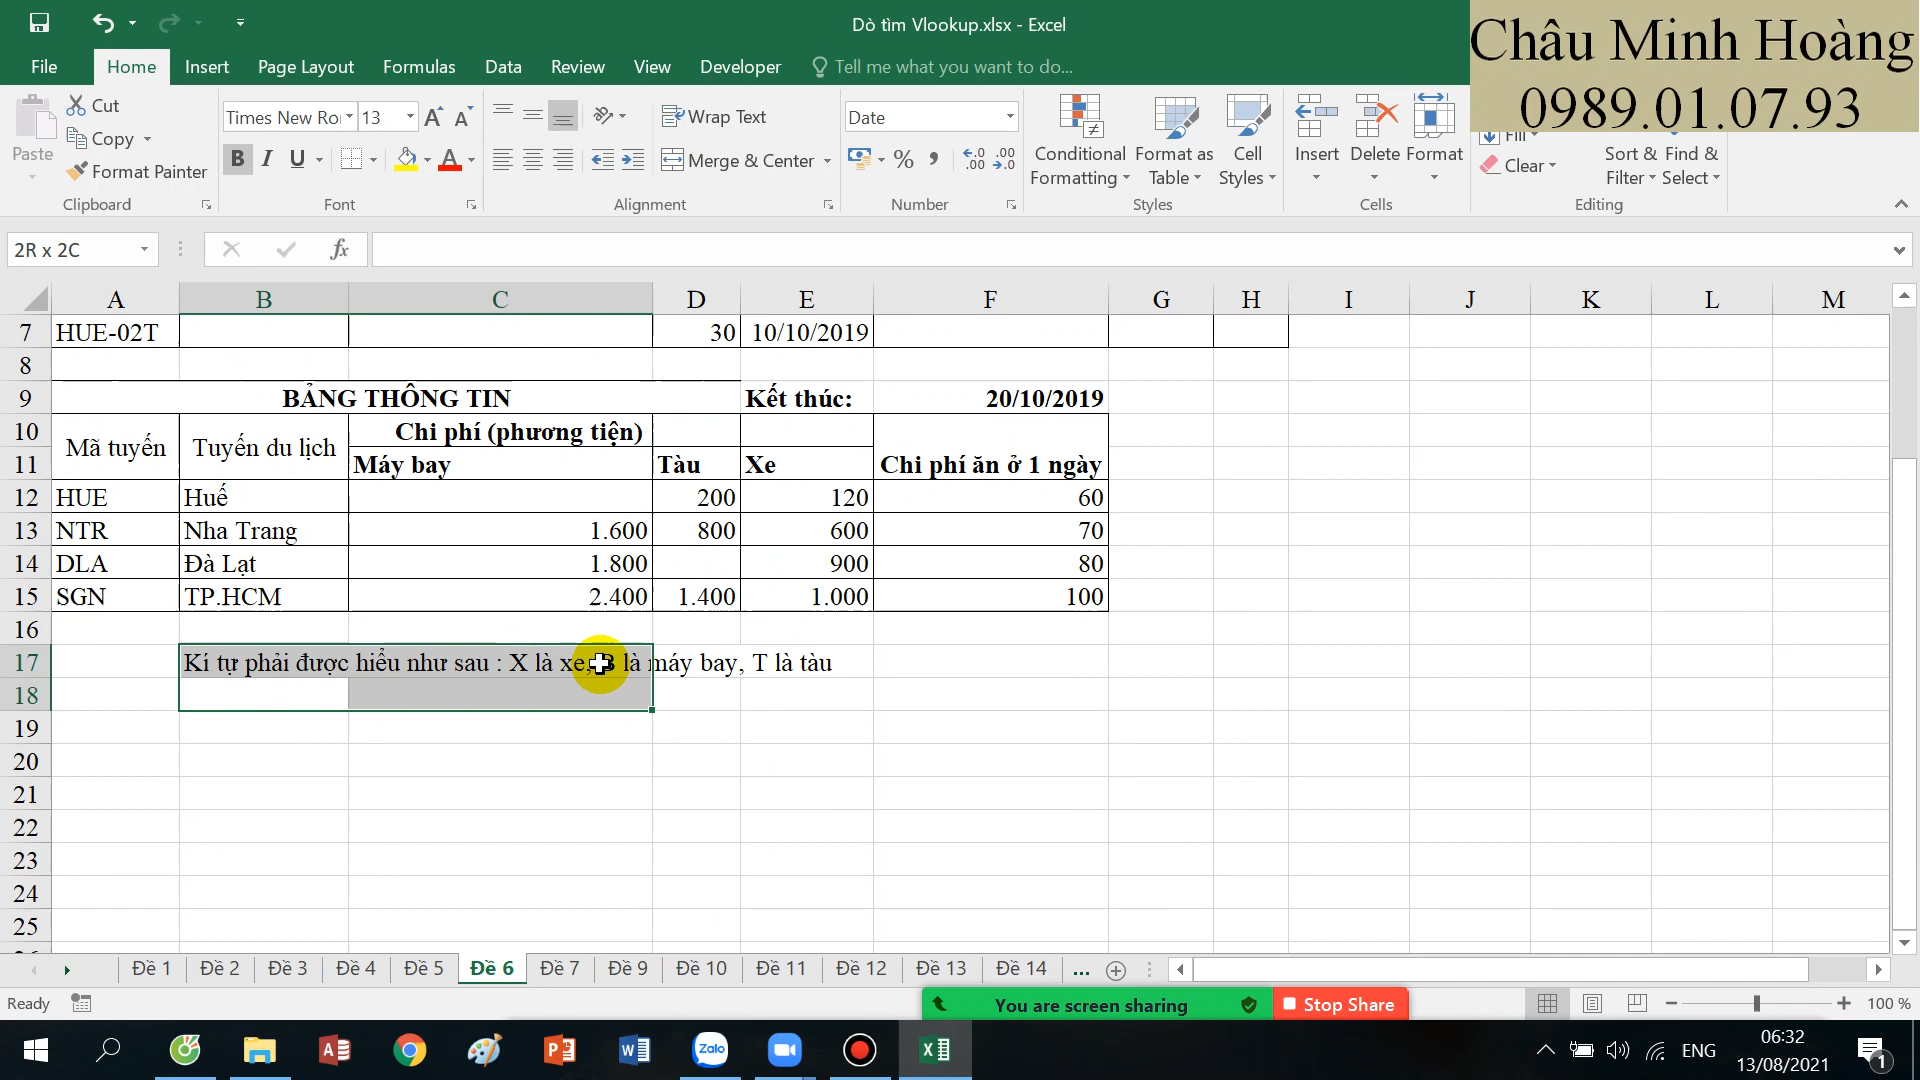 Dò tìm Vlookup.xlsx - Excel
Châu Minh Hoàng
0989.01.07.93
File Home Insert Page Layout Formulas Data Review View Developer Tell me what you want to do...
Paste
Cut
Copy
Format Painter
Clipboard
Times New Ro 13
B I U
Font
Wrap Text
Merge & Center
Alignment
Date
Number
Conditional Formatting
Format as Table
Cell Styles
Styles
Insert Delete Format
Cells
Fill
Clear
Sort & Filter
Find & Select
Editing
2R x 2C
fx
A B C D E F G H I J K L M
7 HUE-02T 30 10/10/2019
8
9 BẢNG THÔNG TIN Kết thúc: 20/10/2019
10 Mã tuyến Tuyến du lịch Chi phí (phương tiện) Chi phí ăn ở 1 ngày
11 Máy bay Tàu Xe
12 HUE Huế 200 120 60
13 NTR Nha Trang 1.600 800 600 70
14 DLA Đà Lạt 1.800 900 80
15 SGN TP.HCM 2.400 1.400 1.000 100
16
17 Kí tự phải được hiểu như sau : X là xe, B là máy bay, T là tàu
18
19
20
21
22
23
24
25
Đề 1 Đề 2 Đề 3 Đề 4 Đề 5 Đề 6 Đề 7 Đề 9 Đề 10 Đề 11 Đề 12 Đề 13 Đề 14 ...
Ready
You are screen sharing
Stop Share
100 %
Zalo
ENG
06:32
13/08/2021
1